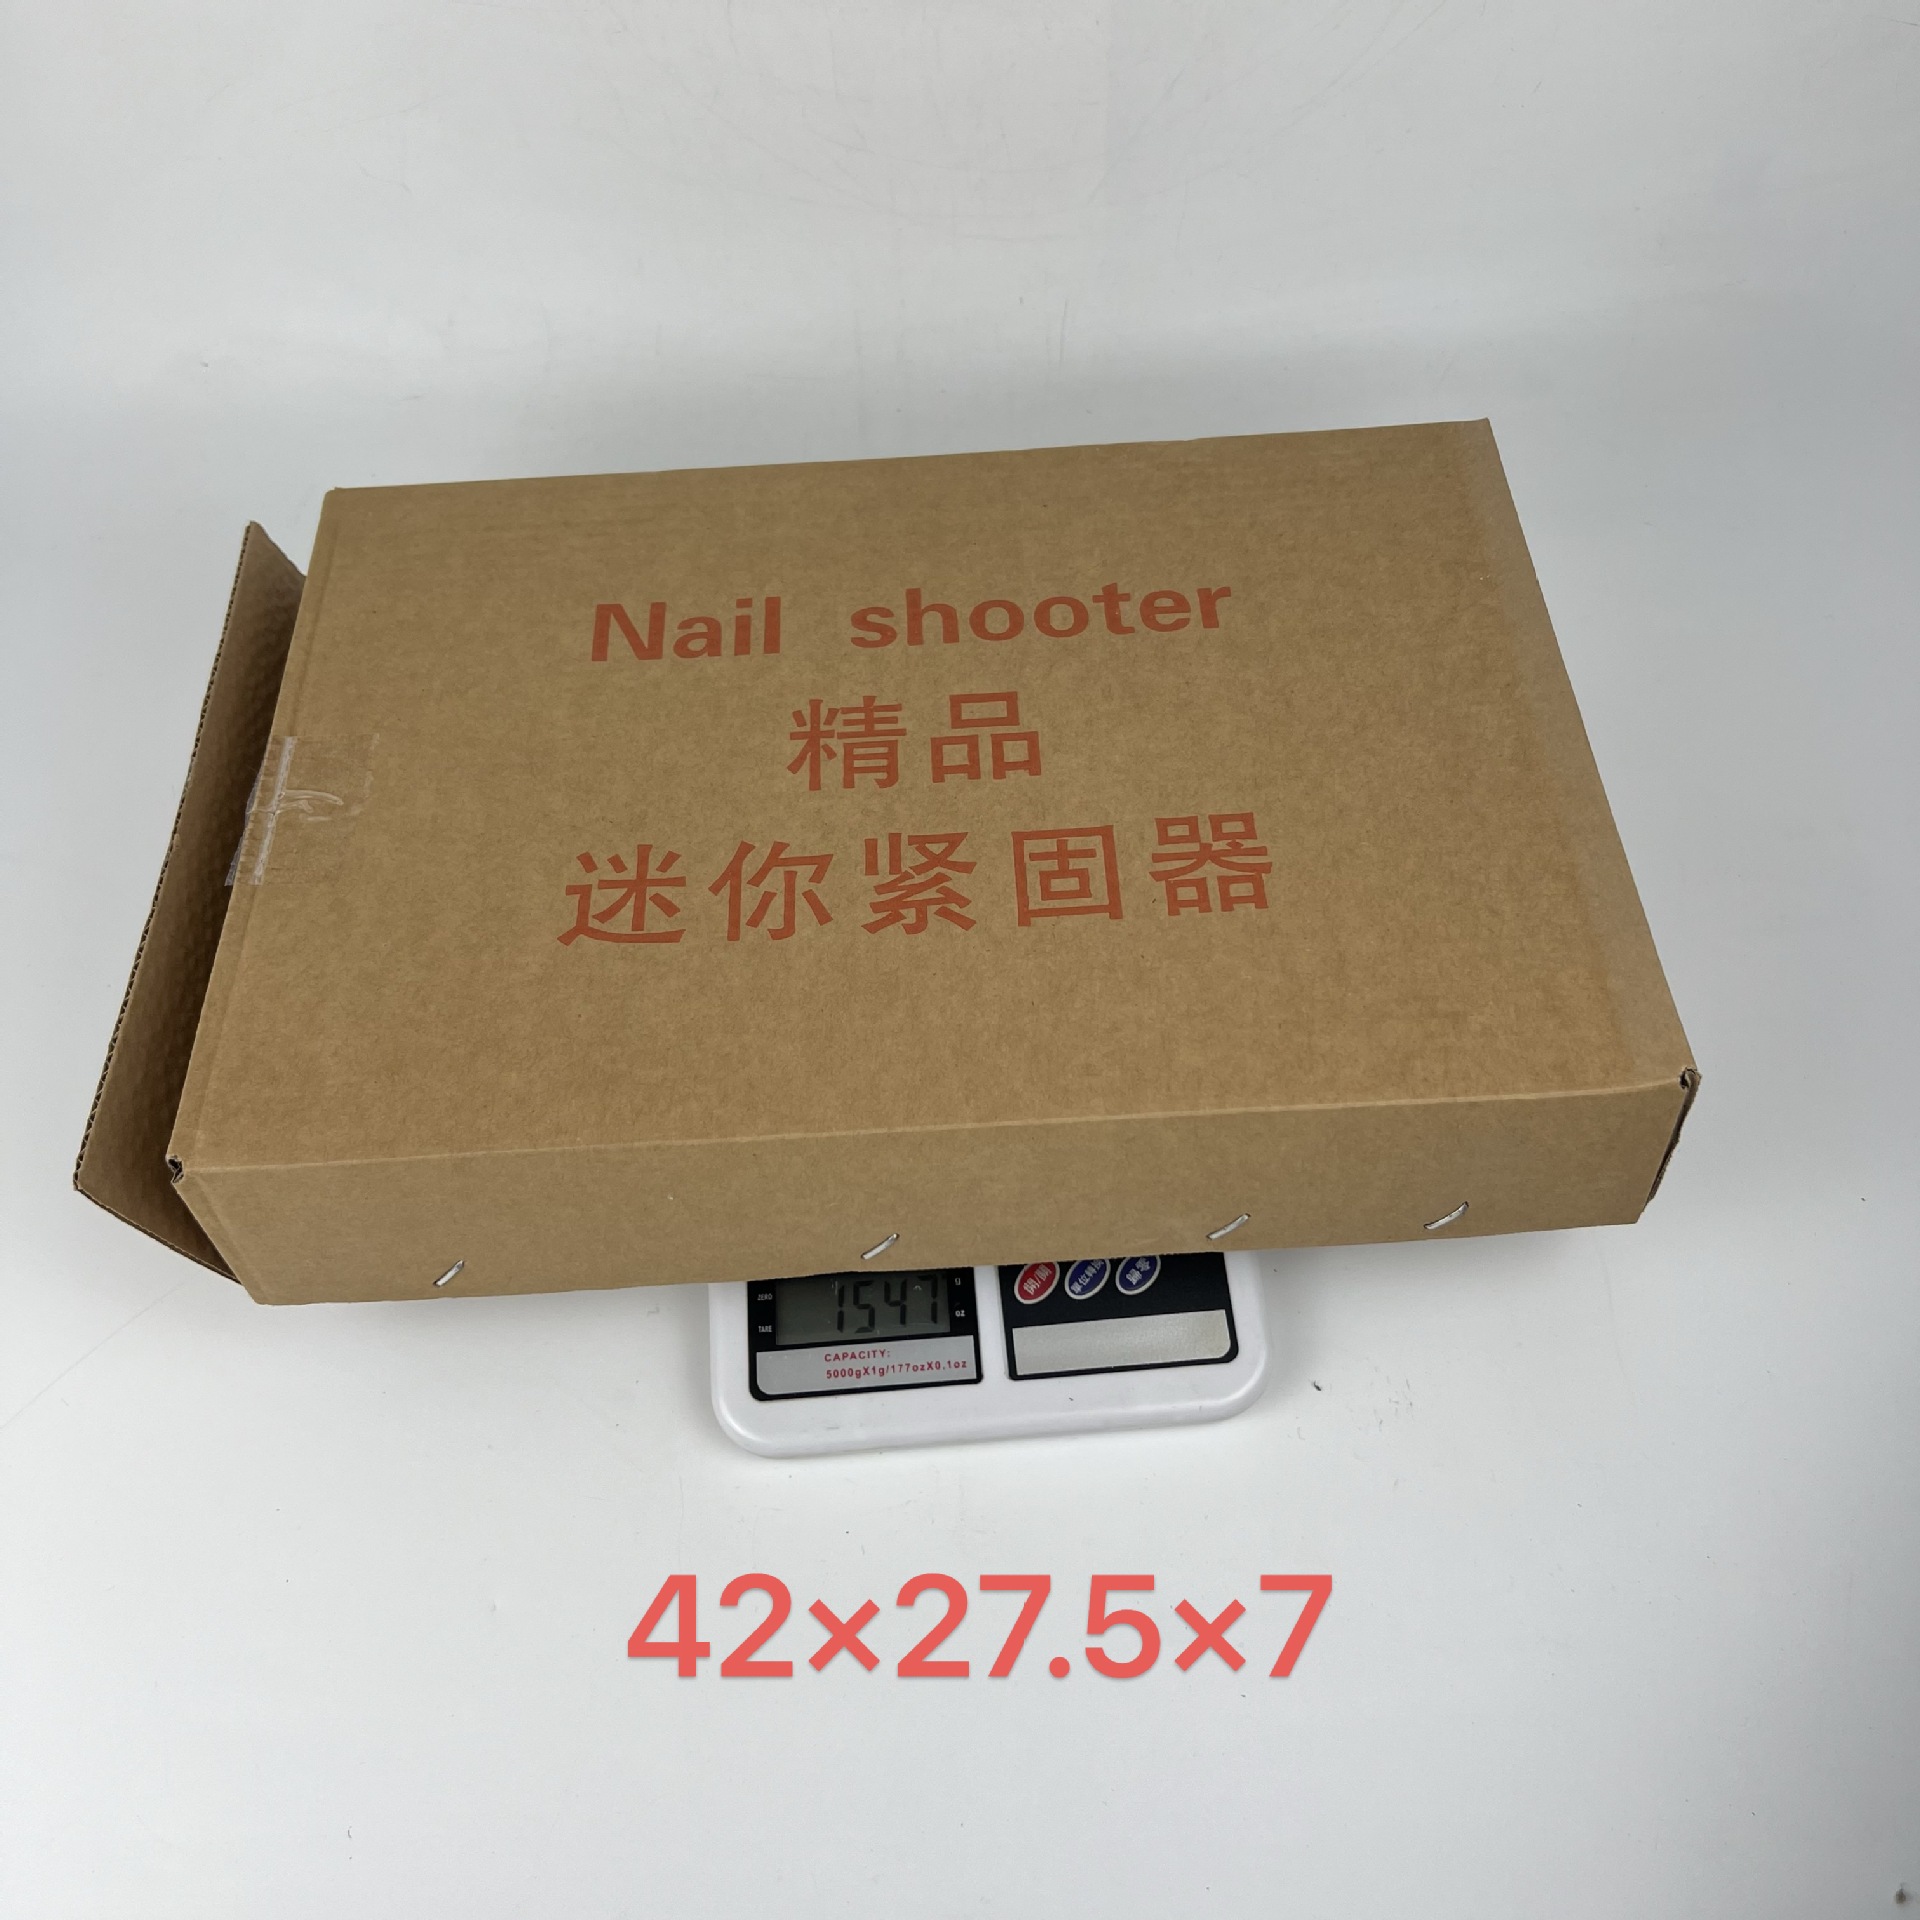 Nail shooter
精品
迷你紧固器
ZERO
TARE
1547
g
oz
CAPACITY:
5000gX1g/177ozX0.1oz
42×27.5×7